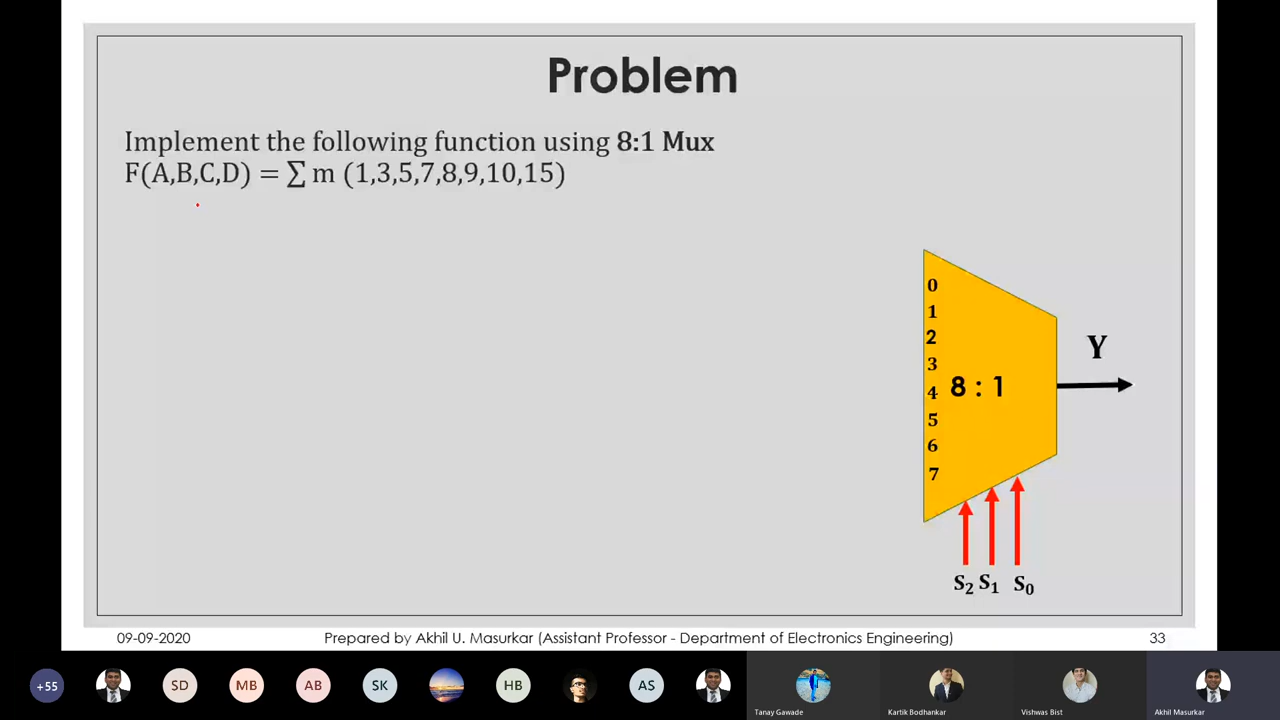 Problem
Implement the following function using 8:1 Mux
F(A,B,C,D) = ∑ m (1,3,5,7,8,9,10,15)
0
1
2
3
4
5
6
7
8 : 1
Y
S₂ S₁ S₀
09-09-2020 Prepared by Akhil U. Masurkar (Assistant Professor - Department of Electronics Engineering) 33
+55 SD MB AB SK HB AS
Tanay Gawade Kartik Bodhankar Vishwas Bist Akhil Masurkar